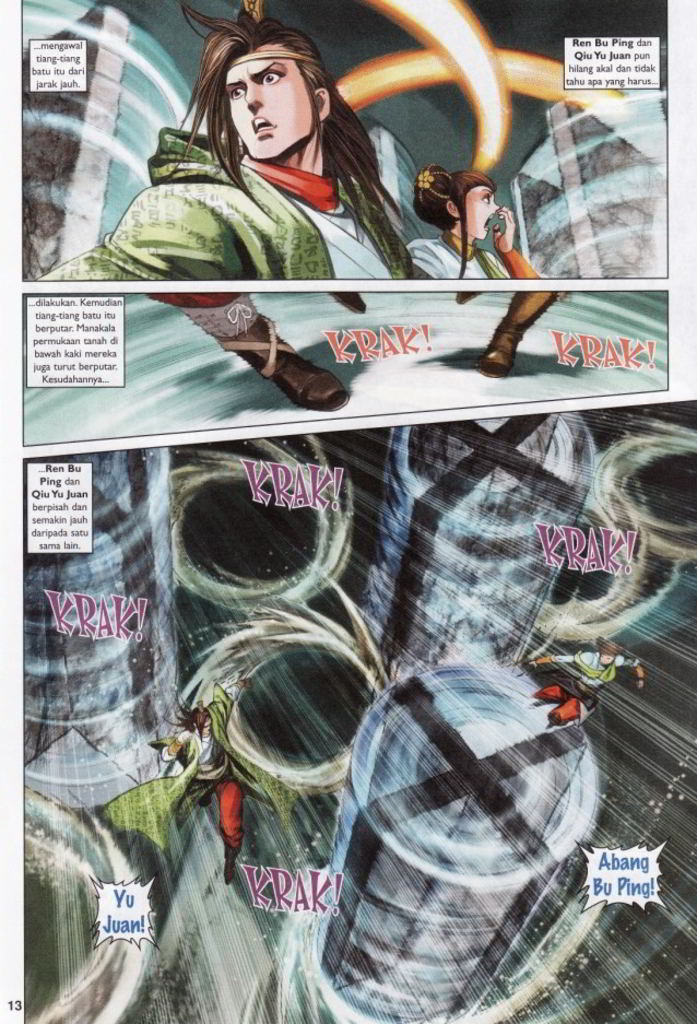 ...mengawal
tiang-tiang
batu itu dari
jarak jauh.
Ren Bu Ping dan
Qiu Yu Juan pun
hilang akal dan tidak
tahu apa yang harus...
...dilakukan. Kemudian
tiang-tiang batu itu
berputar. Manakala
permukaan tanah di
bawah kaki mereka
juga turut berputar.
Kesudahannya...
KRAK!
KRAK!
...Ren Bu
Ping dan
Qiu Yu Juan
berpisah dan
semakin jauh
daripada satu
sama lain.
KRAK!
KRAK!
KRAK!
KRAK!
Yu
Juan!
Abang
Bu Ping!
13